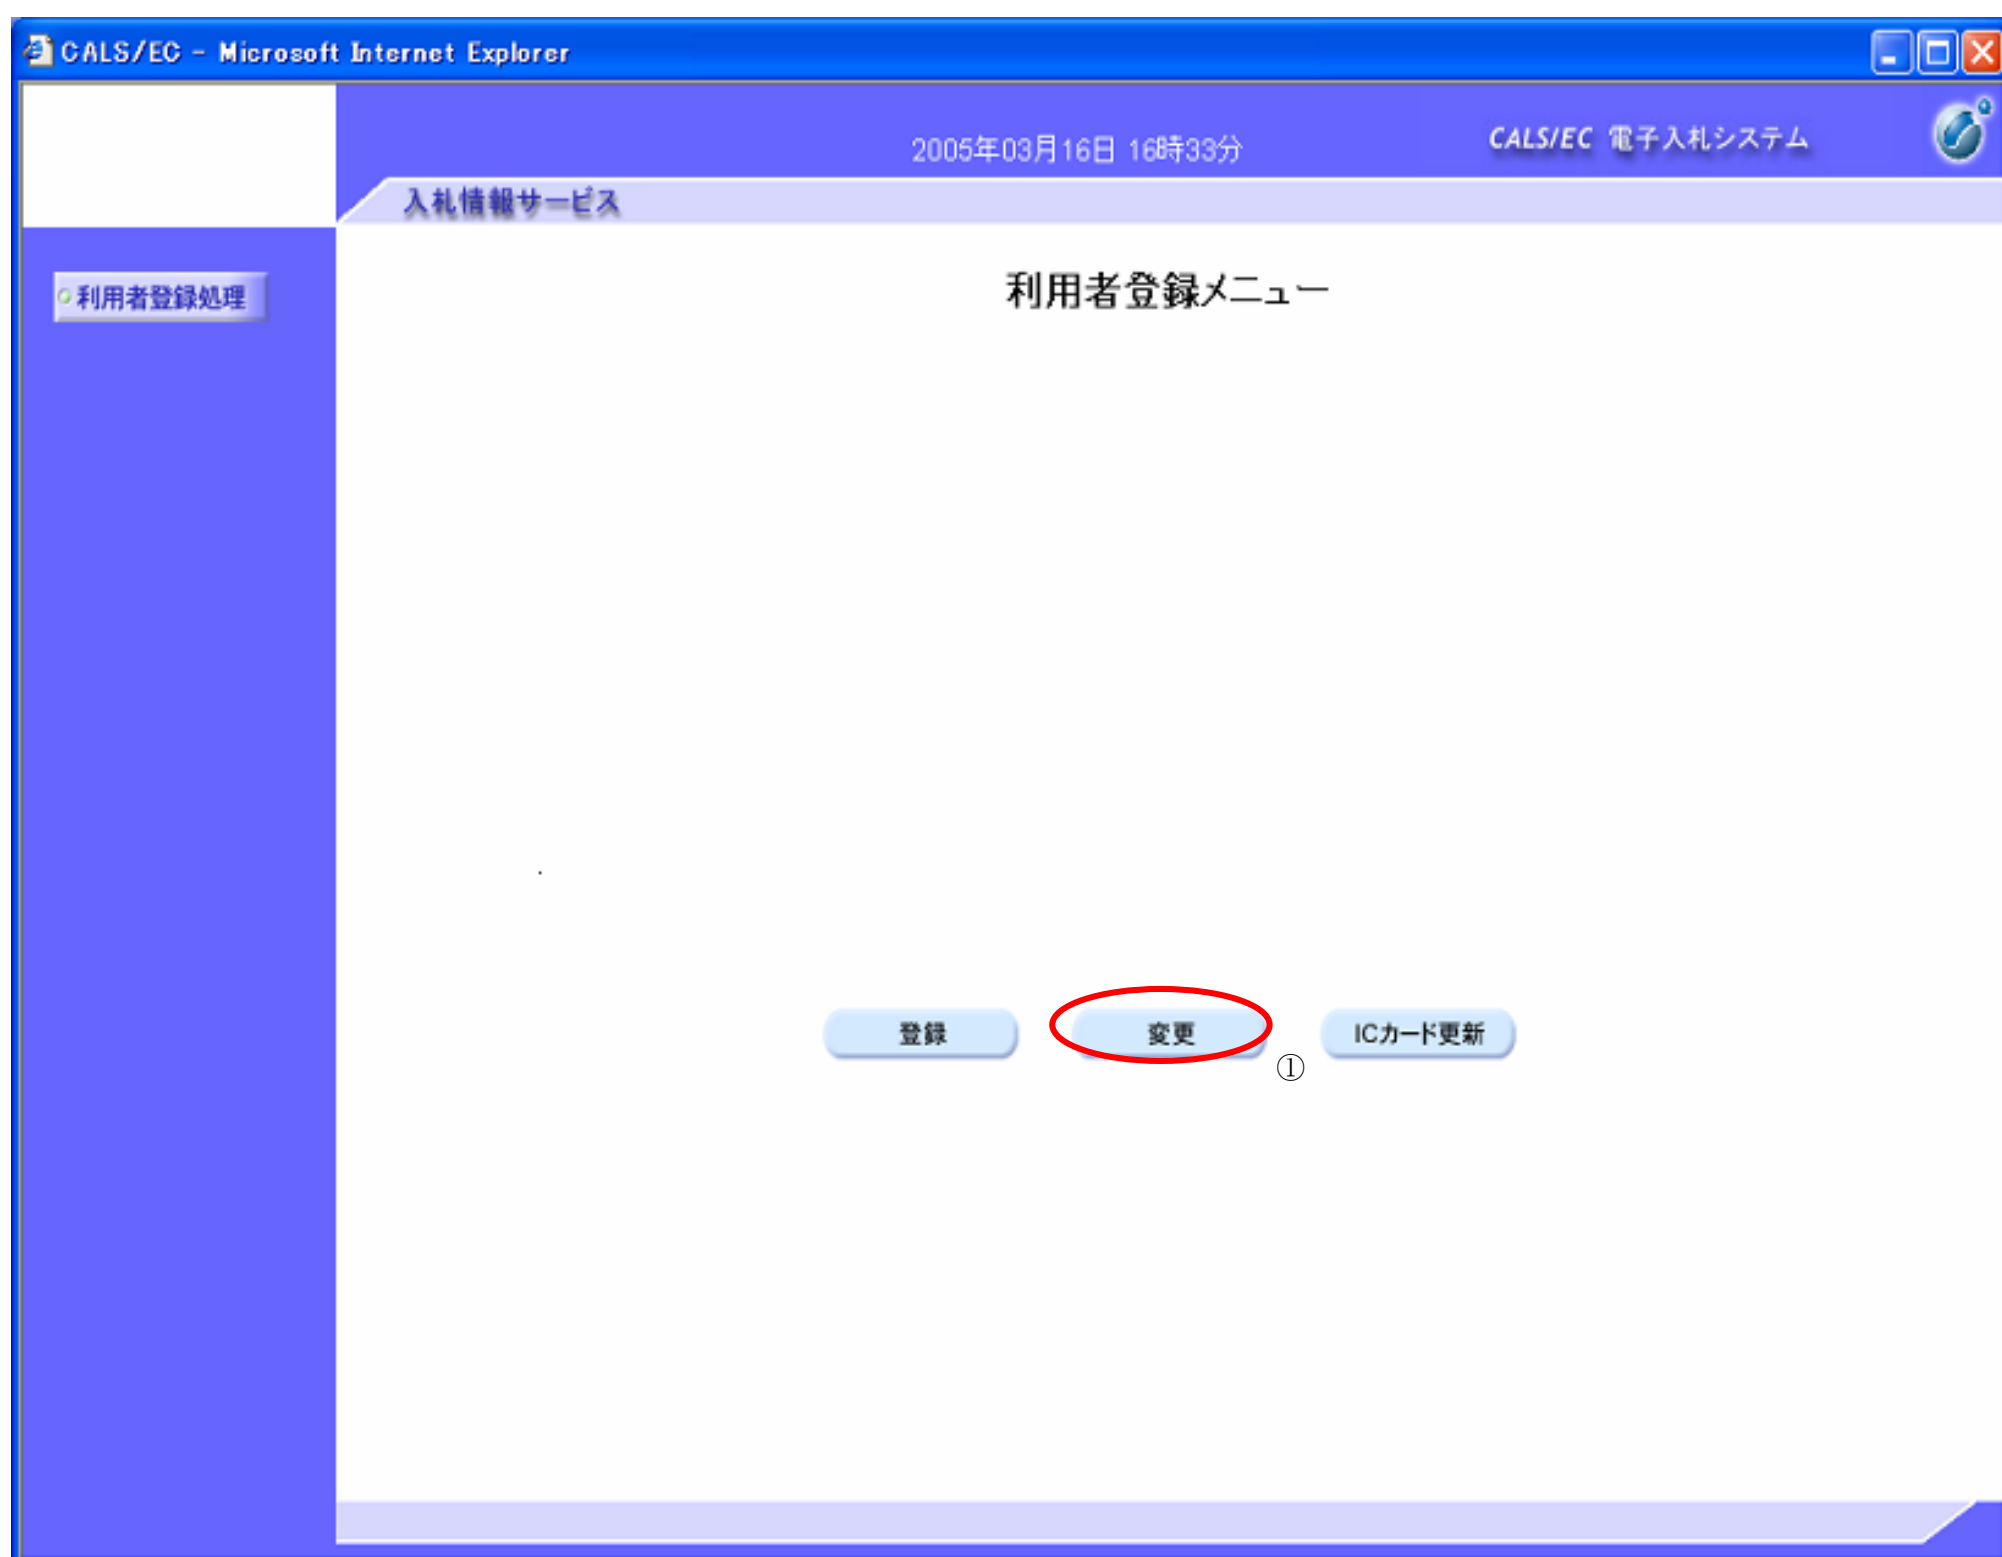 CALS/EC - Microsoft Internet Explorer
2005年03月16日 16時33分
CALS/EC 電子入札システム
入札情報サービス
利用者登録処理
利用者登録メニュー
登録
変更
ICカード更新
①